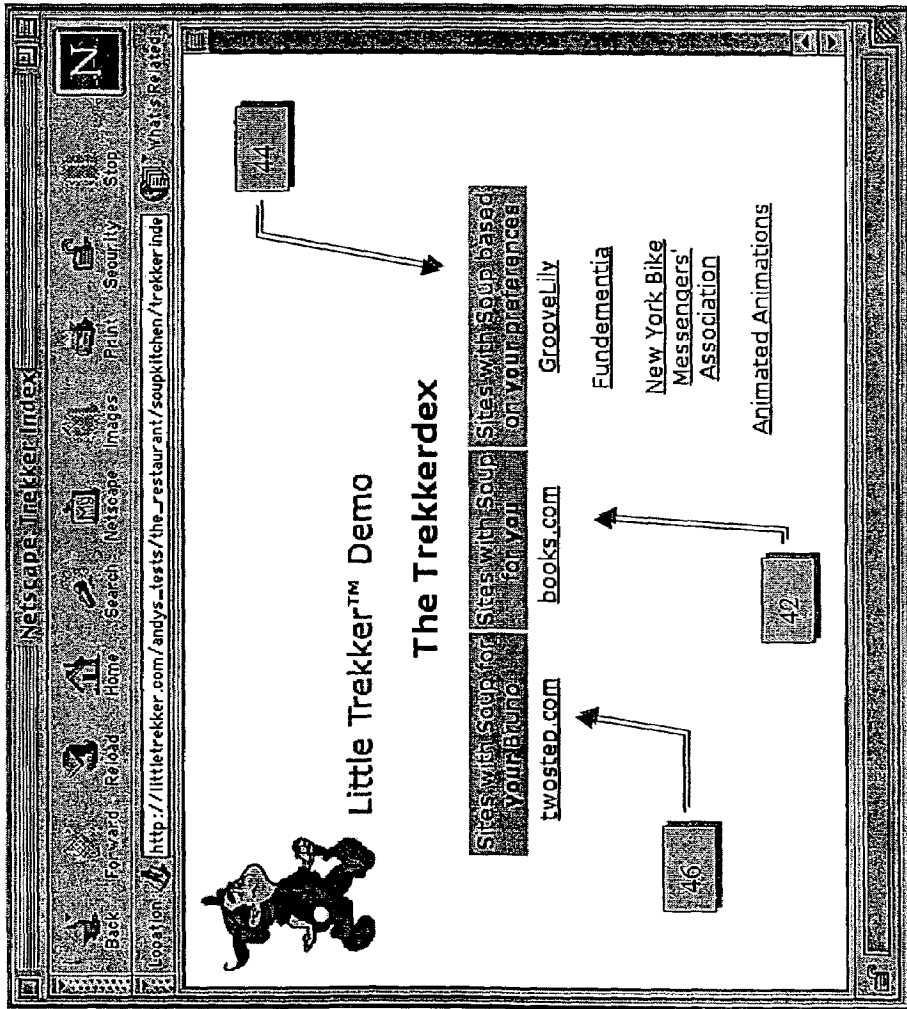 Netscape: Trekker Index
Back Forward Reload Home Search Netscape Images Print Security Stop
N
Location: http://littletrekker.com/andys_tests/the_restaurant/soupkitchen/trekkerinde What's Related
44
Little Trekker™ Demo
The Trekkerdex
Sites with Soup for
Your Bruno
Sites with Soup
for you
Sites with Soup based
on your preferences
twostep.com
books.com
GrooveLily
Fundementia
New York Bike
Messengers'
Association
Animated Animations
46
42